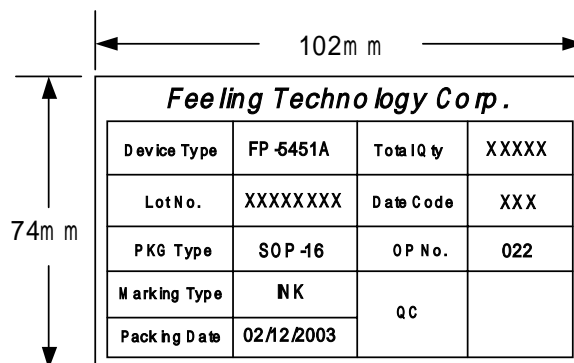 102mm
Feeling Technology Corp.
Device Type FP-5451A Total Qty XXXXX
Lot No. XXXXXXXX Date Code XXX
74mm
PKG Type SOP-16 OP No. 022
Marking Type INK
QC
Packing Date 02/12/2003